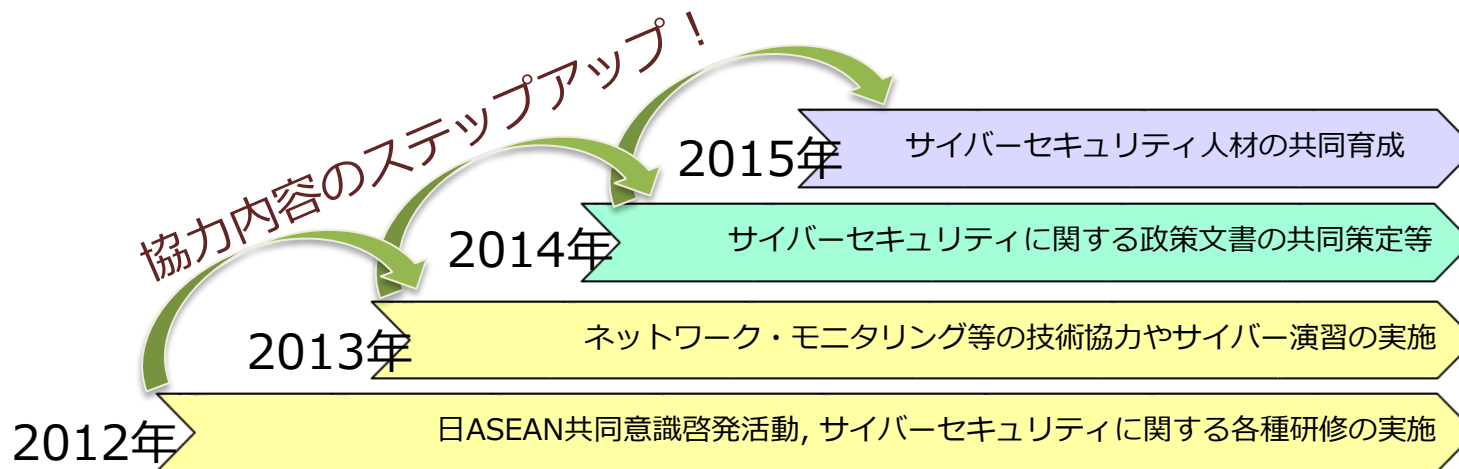 協力内容のステップアップ！
2015年
サイバーセキュリティ人材の共同育成
2014年
サイバーセキュリティに関する政策文書の共同策定等
2013年
ネットワーク・モニタリング等の技術協力やサイバー演習の実施
2012年
日ASEAN共同意識啓発活動, サイバーセキュリティに関する各種研修の実施